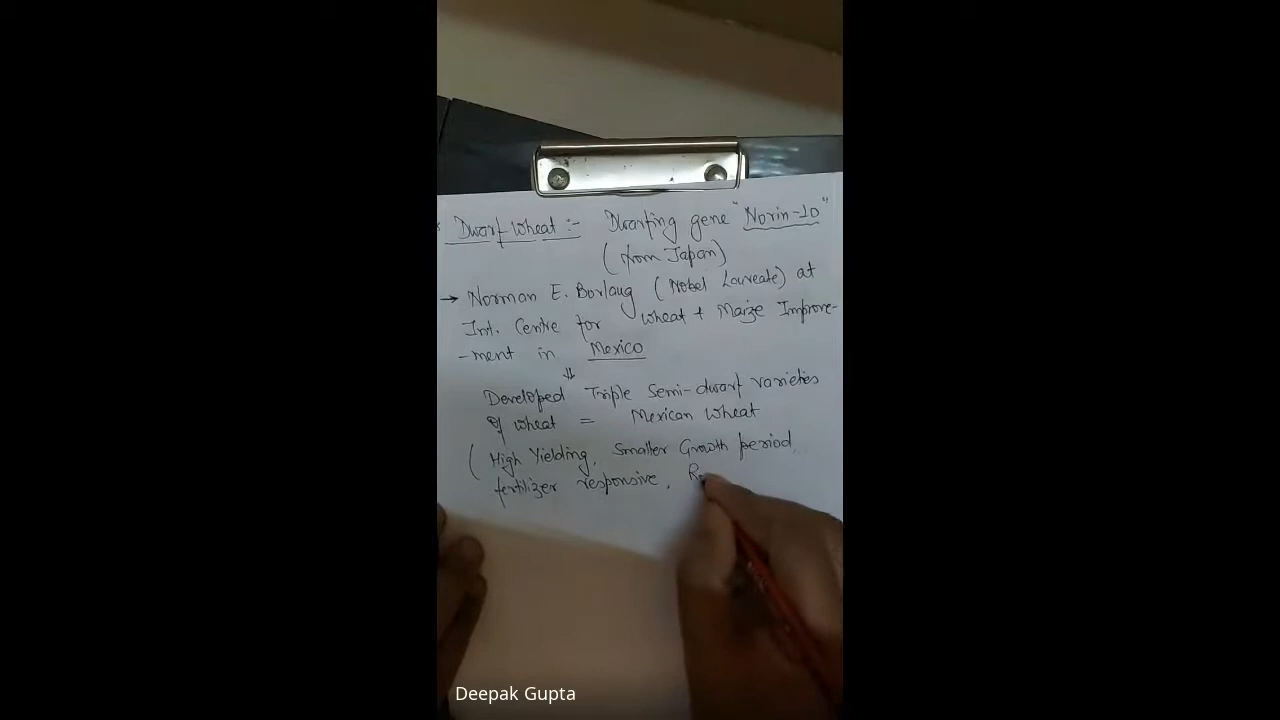 Dwarf Wheat :- Dwarfing gene "Norin-10"
(from Japan)
→ Norman E. Borlaug (Nobel Laureate) at
Int. Centre for Wheat + Maize Improve-
-ment in Mexico
⇓
Developed Triple Semi-dwarf varieties
of wheat = Mexican Wheat
( High Yielding, Smaller Growth period,
fertilizer responsive,
Deepak Gupta